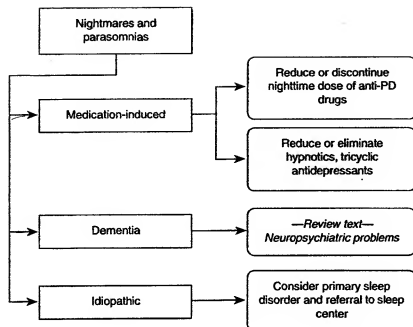 Nightmares and
parasomnias
Medication-induced
Reduce or discontinue
nighttime dose of anti-PD
drugs
Reduce or eliminate
hypnotics, tricyclic
antidepressants
Dementia
—Review text—
Neuropsychiatric problems
Idiopathic
Consider primary sleep
disorder and referral to sleep
center